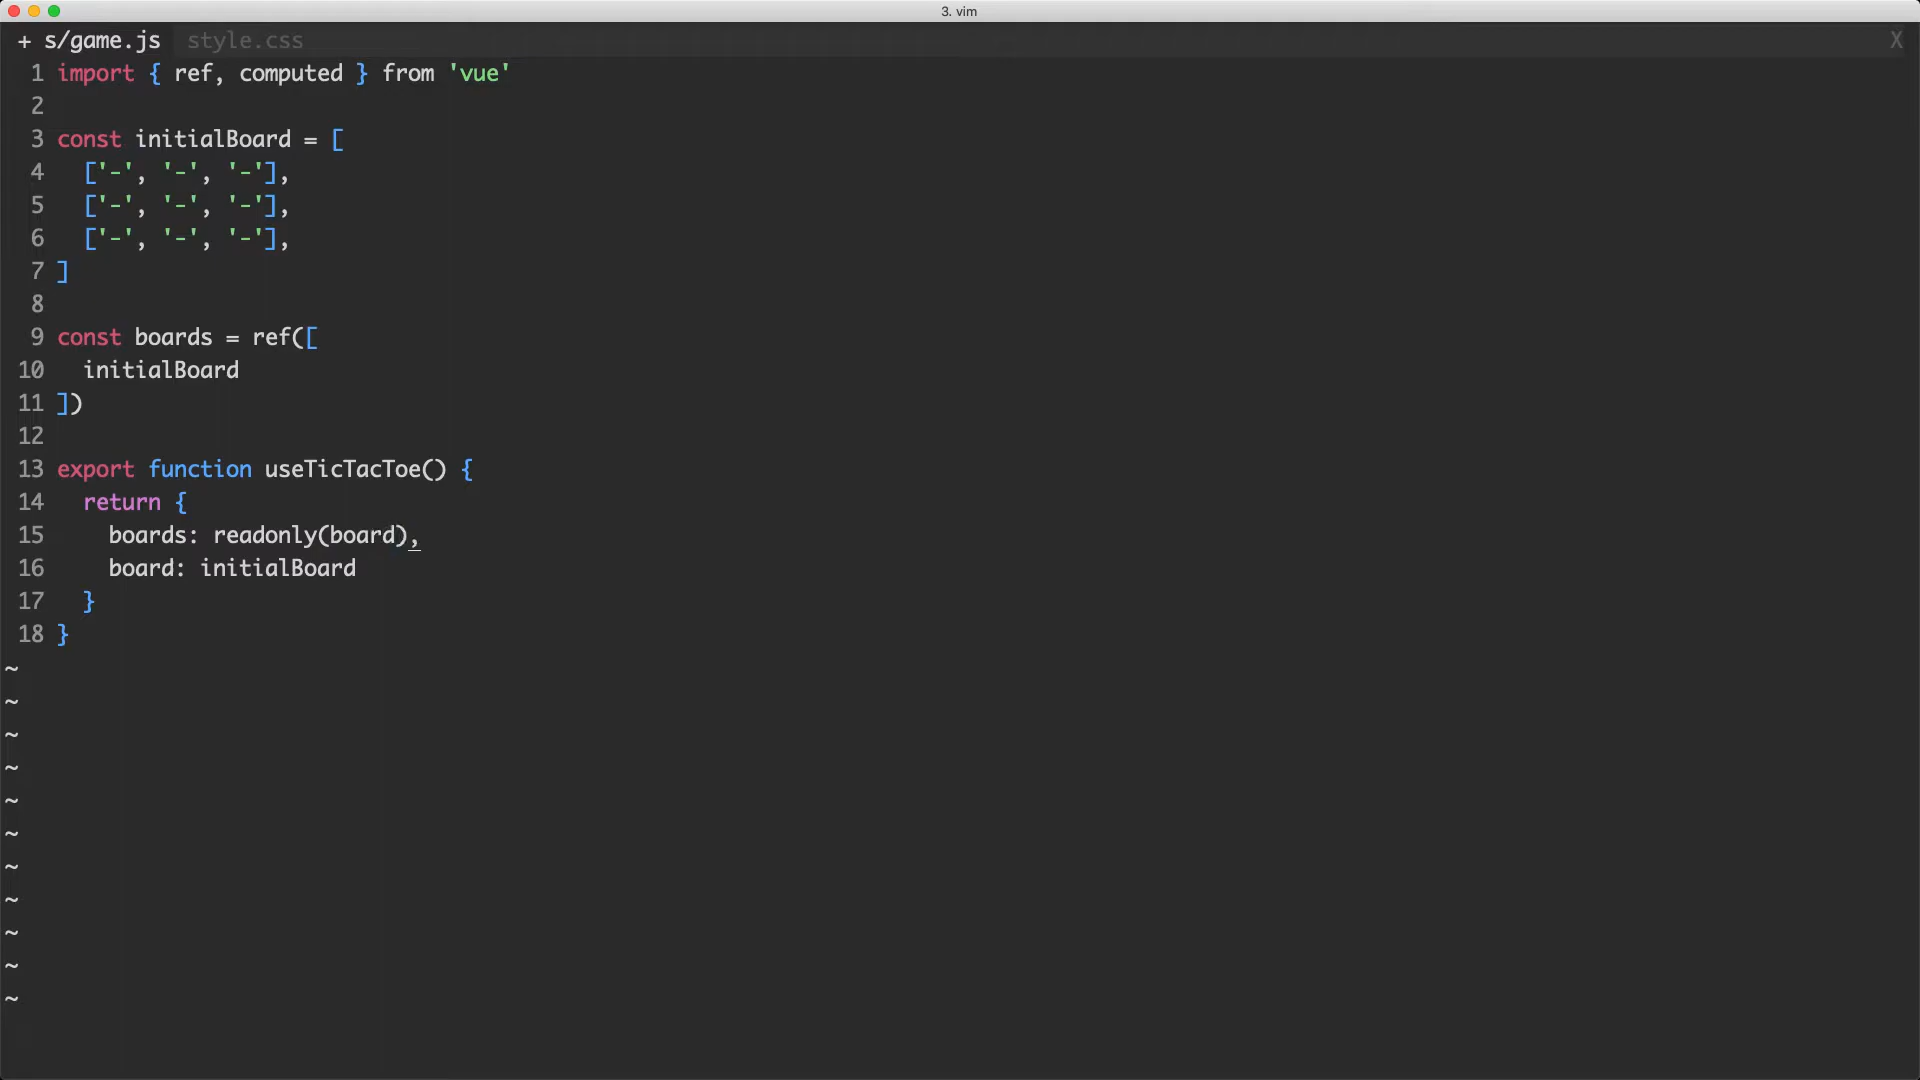 3. vim
+ s/game.js style.css X
1 import { ref, computed } from 'vue'
2
3 const initialBoard = [
4   ['-', '-', '-'],
5   ['-', '-', '-'],
6   ['-', '-', '-'],
7 ]
8
9 const boards = ref([
10   initialBoard
11 ])
12
13 export function useTicTacToe() {
14   return {
15     boards: readonly(board),
16     board: initialBoard
17   }
18 }
~
~
~
~
~
~
~
~
~
~
~